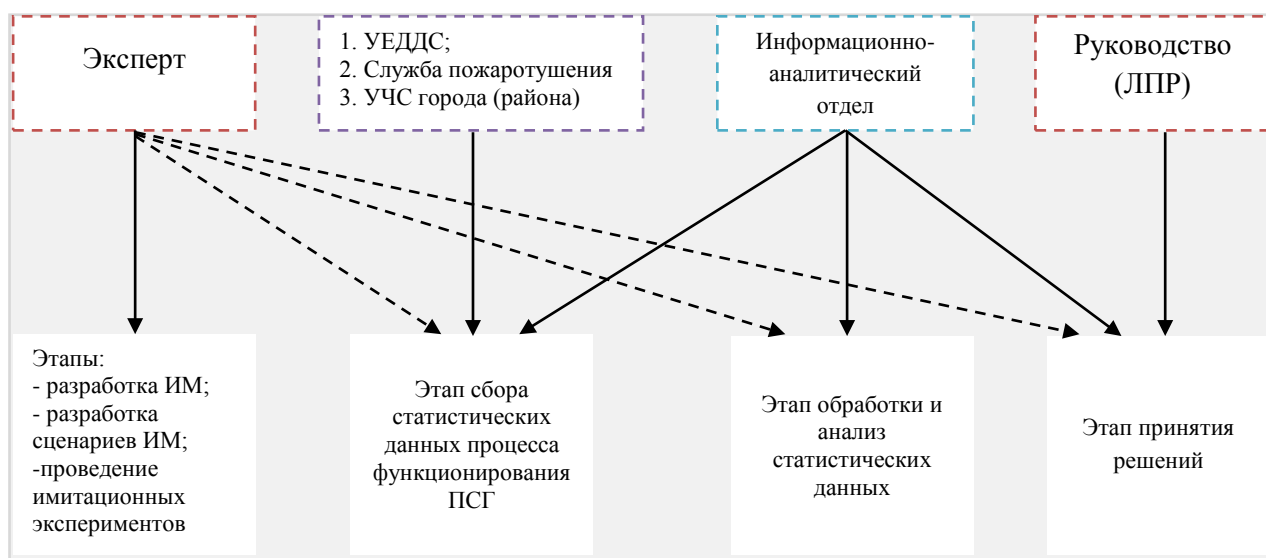 Эксперт
1. УЕДДС;
2. Служба пожаротушения
3. УЧС города (района)
Информационно-
аналитический
отдел
Руководство
(ЛПР)
Этапы:
- разработка ИМ;
- разработка
сценариев ИМ;
-проведение
имитационных
экспериментов
Этап сбора
статистических
данных процесса
функционирования
ПСГ
Этап обработки и
анализ
статистических
данных
Этап принятия
решений